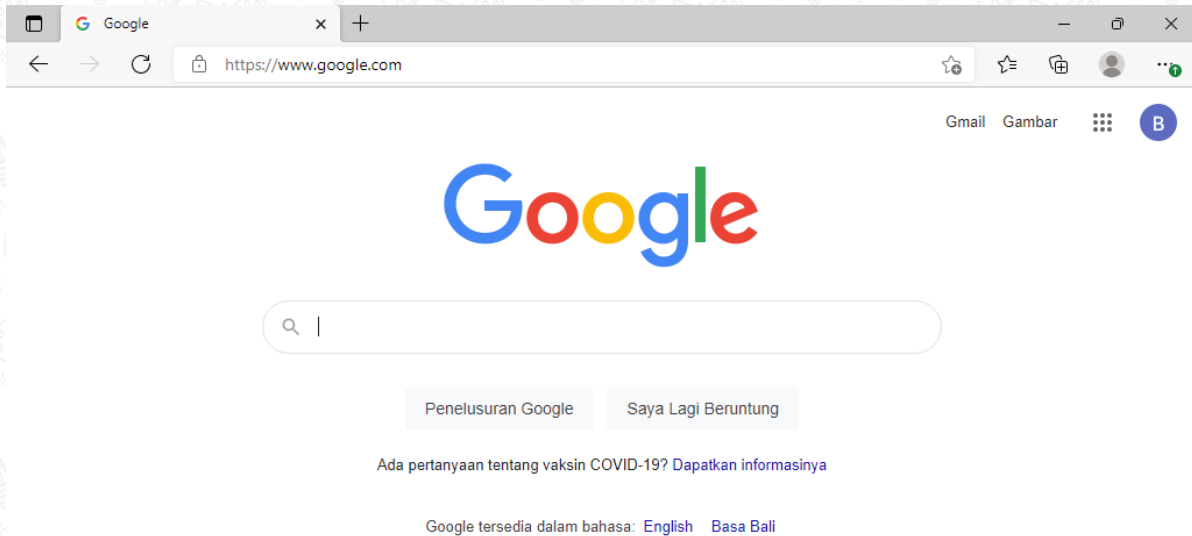 Google
https://www.google.com
Gmail Gambar B
Google
Penelusuran Google Saya Lagi Beruntung
Ada pertanyaan tentang vaksin COVID-19? Dapatkan informasinya
Google tersedia dalam bahasa: English Basa Bali